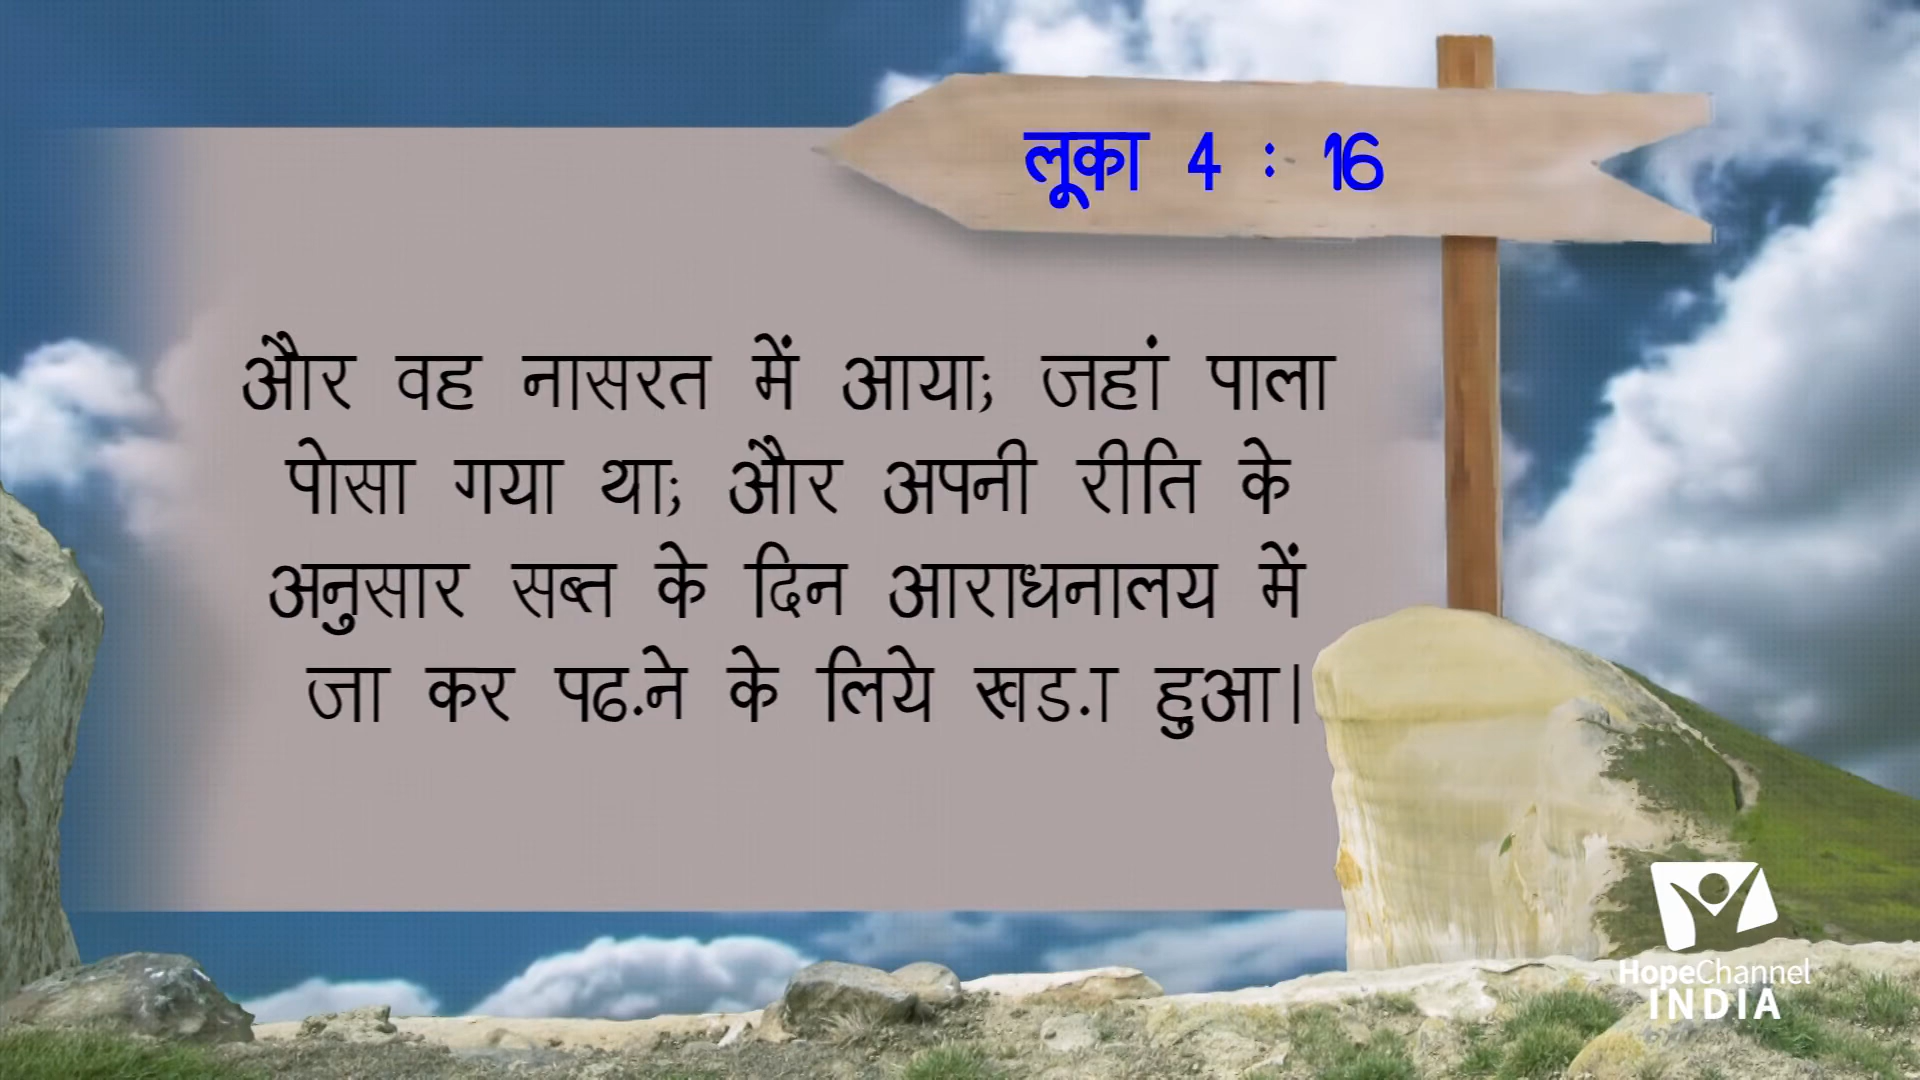 लूका 4 : 16
और वह नासरत में आया; जहां पाला
पोसा गया था; और अपनी रीति के
अनुसार सब्त के दिन आराधनालय में
जा कर पढ.ने के लिये खड.ा हुआ।
HopeChannel
INDIA